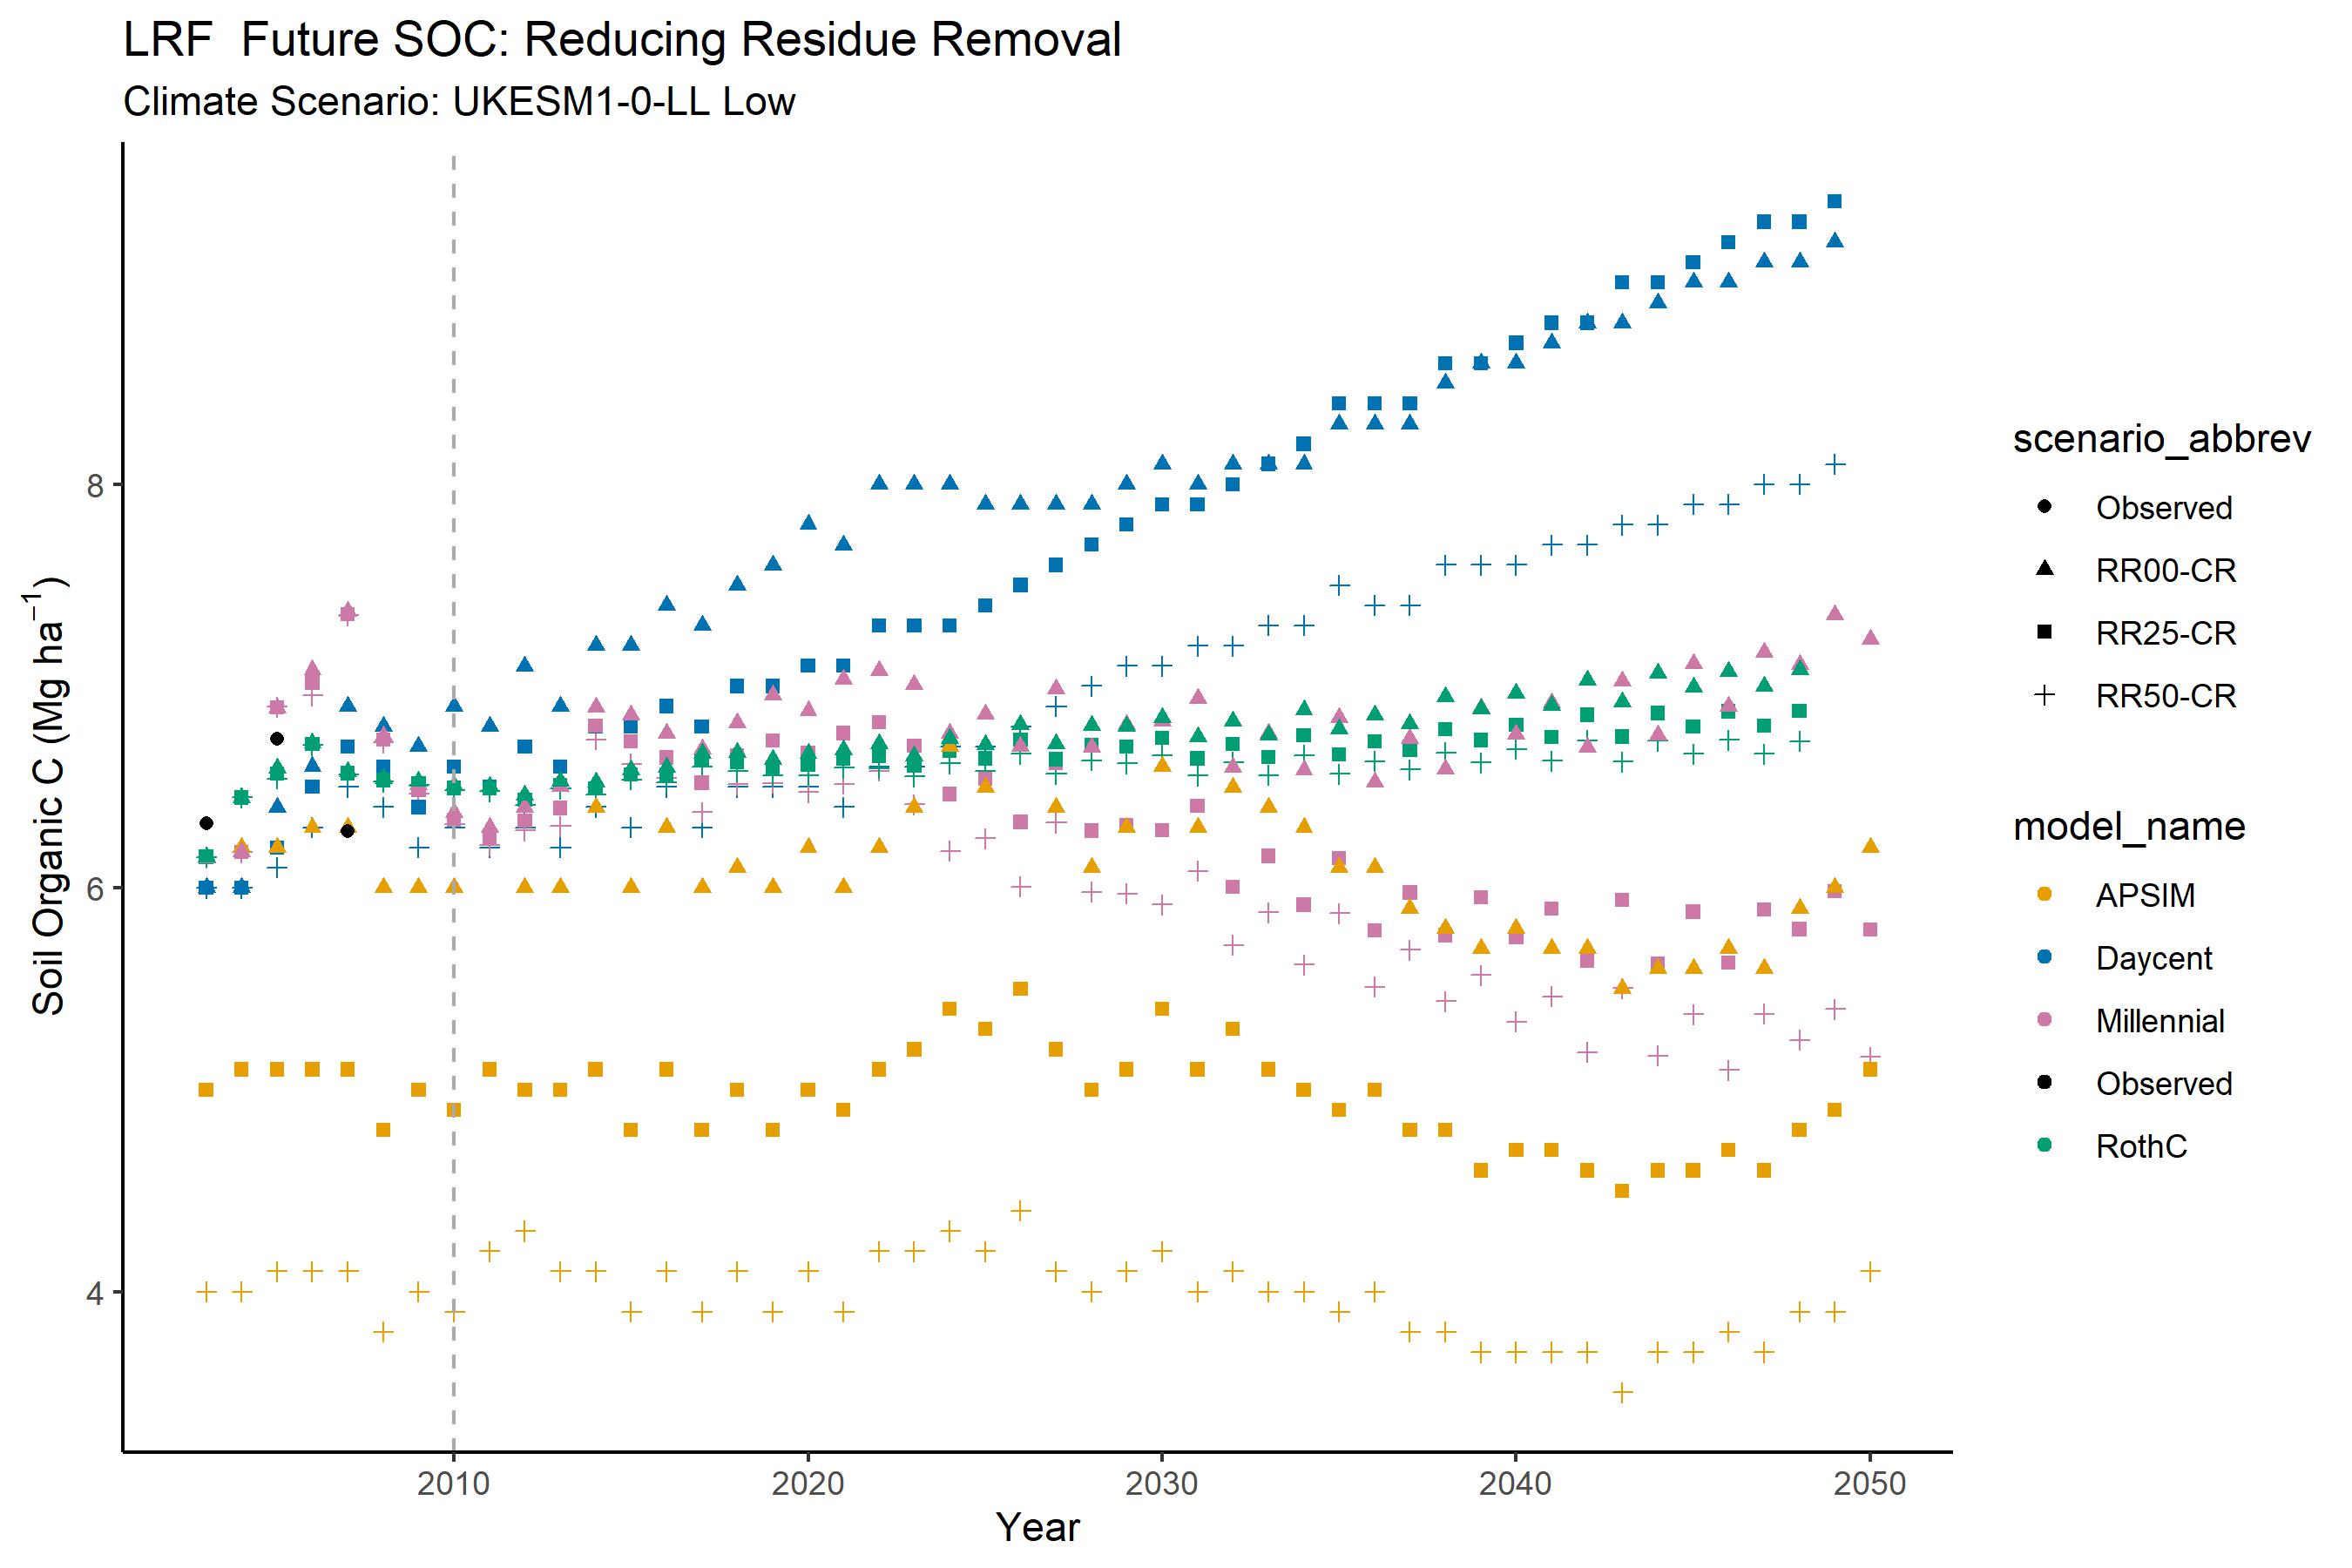 LRF  Future SOC: Reducing Residue Removal
Climate Scenario: UKESM1-0-LL Low
Soil Organic C (Mg ha⁻¹)
8
6
4
2010
2020
2030
2040
2050
Year
scenario_abbrev
Observed
RR00-CR
RR25-CR
RR50-CR
model_name
APSIM
Daycent
Millennial
Observed
RothC